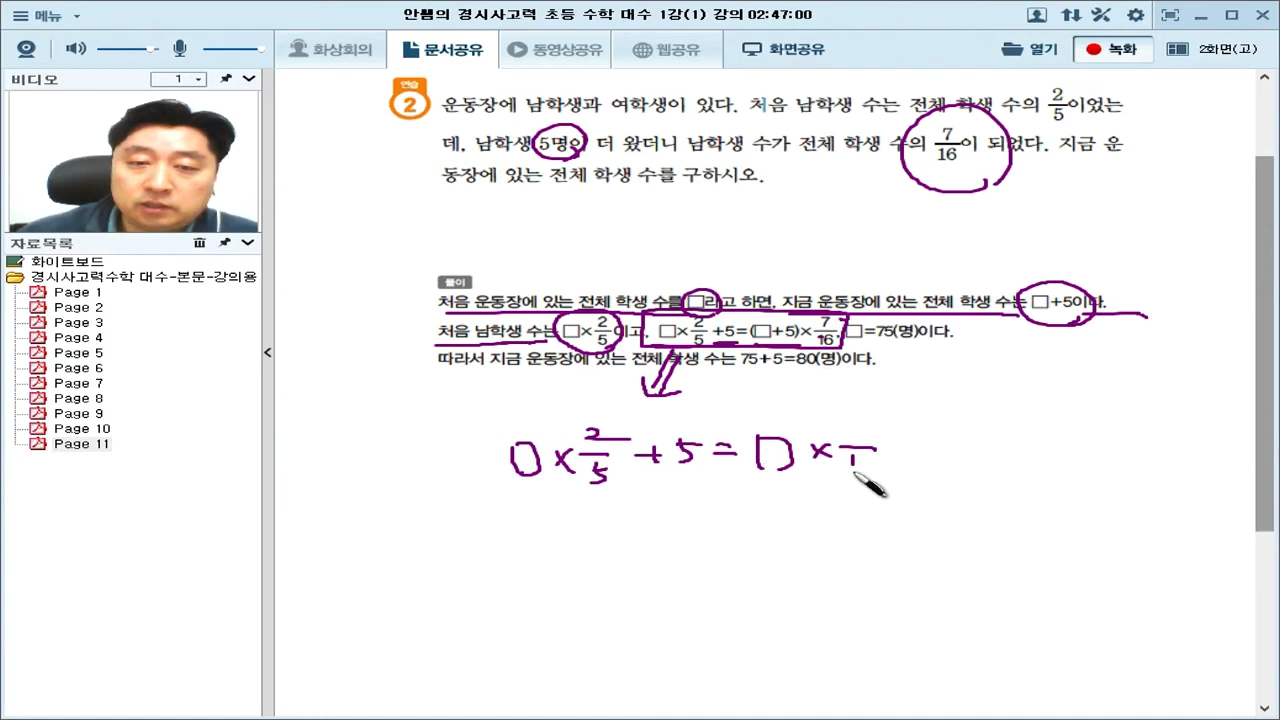 메뉴
안쌤의 경시사고력 초등 수학 대수 1강(1) 강의 02:47:00
화상회의
문서공유
동영상공유
웹공유
화면공유
열기
녹화
2화면(고)
비디오
1
자료목록
화이트보드
경시사고력수학 대수-본문-강의용
Page 1
Page 2
Page 3
Page 4
Page 5
Page 6
Page 7
Page 8
Page 9
Page 10
Page 11
연습
2
운동장에 남학생과 여학생이 있다. 처음 남학생 수는 전체 학생 수의 2/5이었는
데, 남학생 5명이 더 왔더니 남학생 수가 전체 학생 수의 7/16이 되었다. 지금 운
동장에 있는 전체 학생 수를 구하시오.
풀이
처음 운동장에 있는 전체 학생 수를 □라고 하면, 지금 운동장에 있는 전체 학생 수는 □+5이다.
처음 남학생 수는 □×2/5이고, □×2/5+5=(□+5)×7/16, □=75(명)이다.
따라서 지금 운동장에 있는 전체 학생 수는 75+5=80(명)이다.
□×2/5+5=□×